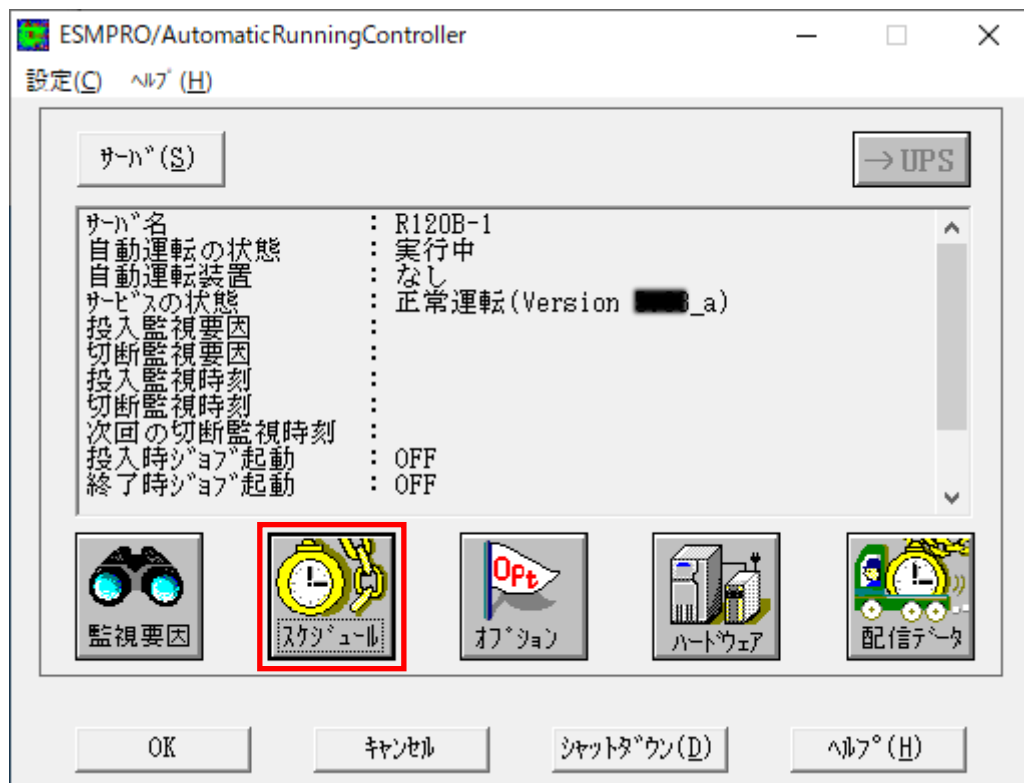 ESMPRO/AutomaticRunningController
設定(C) ﾍﾙﾌﾟ(H)
ｻｰﾊﾞ(S)
→UPS
ｻｰﾊﾞ名 : R120B-1
自動運転の状態 : 実行中
自動運転装置 : なし
ｻｰﾋﾞｽの状態 : 正常運転(Version _a)
投入監視要因 :
切断監視要因 :
投入監視時刻 :
切断監視時刻 :
次回の切断監視時刻 :
投入時ｼﾞｮﾌﾞ起動 : OFF
終了時ｼﾞｮﾌﾞ起動 : OFF
Opt
監視要因 ｽｹｼﾞｭｰﾙ ｵﾌﾟｼｮﾝ ﾊｰﾄﾞｳｪｱ 配信ﾃﾞｰﾀ
OK ｷｬﾝｾﾙ ｼｬｯﾄﾀﾞｳﾝ(D) ﾍﾙﾌﾟ(H)